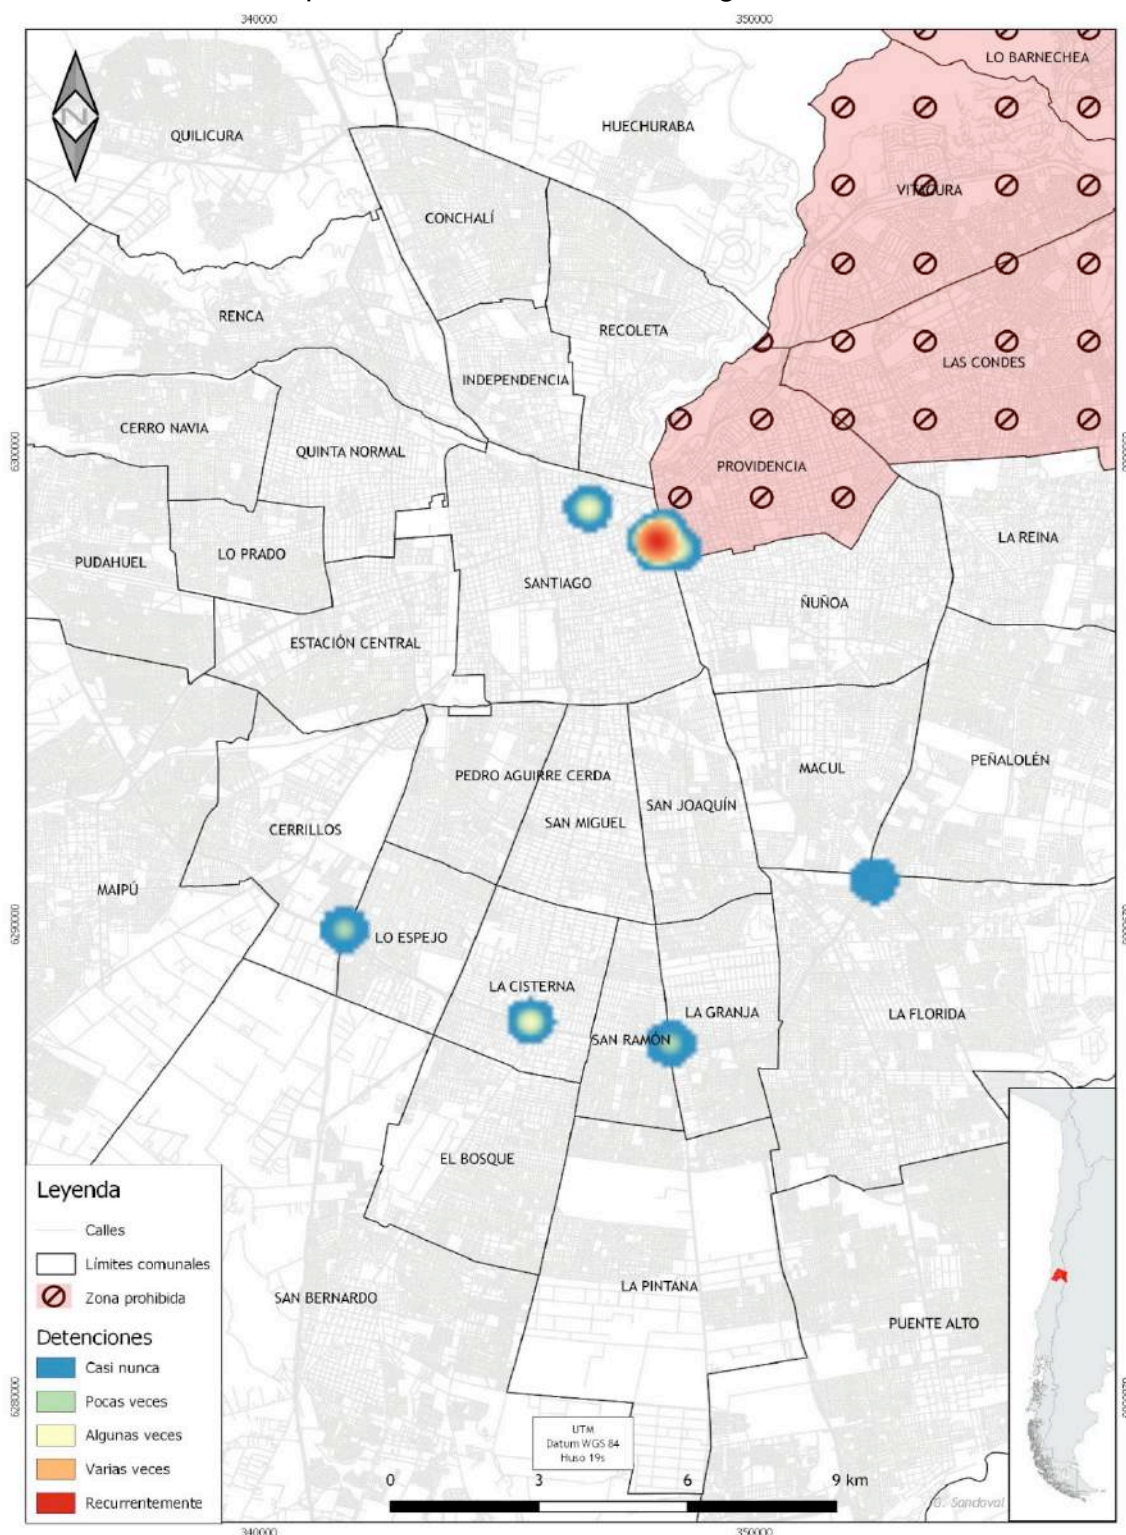 340000
350000
N
LO BARNECHEA
QUILICURA
HUECHURABA
VITACURA
CONCHALÍ
RENCA
RECOLETA
LAS CONDES
INDEPENDENCIA
CERRO NAVIA
QUINTA NORMAL
6300000
PROVIDENCIA
PUDAHUEL
LO PRADO
LA REINA
SANTIAGO
ÑUÑOA
ESTACIÓN CENTRAL
PEÑALOLÉN
MACUL
PEDRO AGUIRRE CERDA
SAN JOAQUÍN
SAN MIGUEL
CERRILLOS
MAIPÚ
6290000
LO ESPEJO
LA CISTERNA
LA GRANJA
LA FLORIDA
SAN RAMÓN
EL BOSQUE
LA PINTANA
SAN BERNARDO
PUENTE ALTO
Leyenda
Calles
Límites comunales
Zona prohibida
Detenciones
Casi nunca
Pocas veces
Algunas veces
Varias veces
Recurrentemente
6280000
UTM
Datum WGS 84
Huso 19s
0 3 6 9 km
G. Sandoval
340000
350000